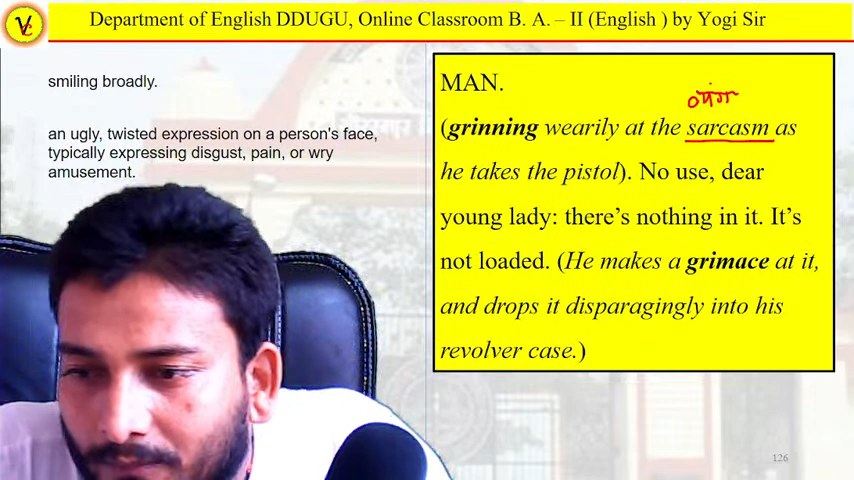 Department of English DDUGU, Online Classroom B. A. – II (English ) by Yogi Sir
smiling broadly.
an ugly, twisted expression on a person's face,
typically expressing disgust, pain, or wry
amusement.
MAN.
व्यंग्य
(grinning wearily at the sarcasm as
he takes the pistol). No use, dear
young lady: there’s nothing in it. It’s
not loaded. (He makes a grimace at it,
and drops it disparagingly into his
revolver case.)
126